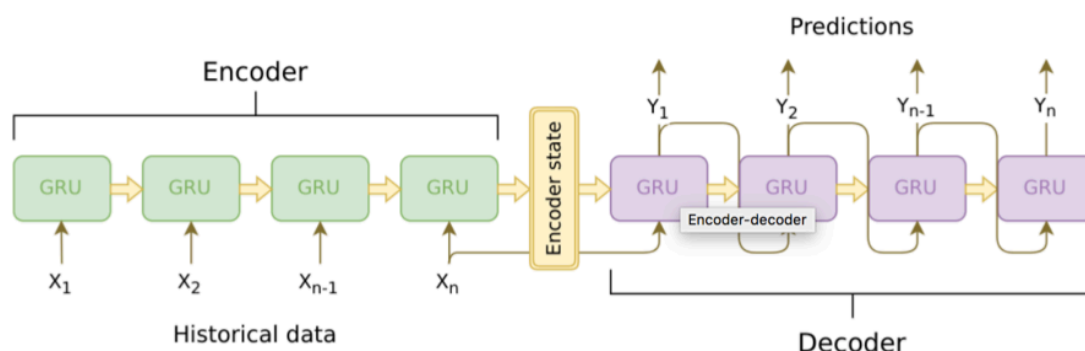 Predictions
Encoder
Y1 Y2 Yn-1 Yn
Encoder state
GRU GRU GRU GRU GRU GRU GRU GRU
Encoder-decoder
X1 X2 Xn-1 Xn
Historical data
Decoder